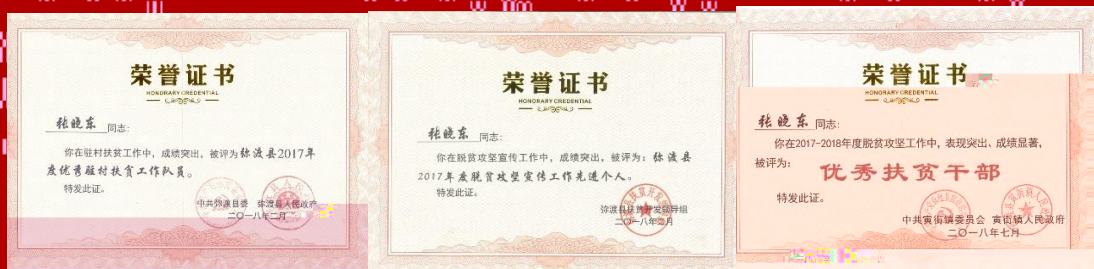 荣誉证书
HONORARY CREDENTIAL
张晓东同志：
你在驻村扶贫工作中，成绩突出，被评为弥渡县2017年
度优秀驻村扶贫工作队员。
特发此证。
中共弥渡县委 弥渡县人民政府
二〇一八年二月
荣誉证书
HONORARY CREDENTIAL
张晓东同志：
你在脱贫攻坚宣传工作中，成绩突出，被评为：弥渡县
2017年度脱贫攻坚宣传工作先进个人。
特发此证。
弥渡县扶贫开发领导组
二〇一八年二月
荣誉证书
HONORARY CREDENTIAL
张晓东同志：
你在2017-2018年度脱贫攻坚工作中，表现突出、成绩显著，
被评为：
优秀扶贫干部
特发此证。
中共寅街镇委员会 寅街镇人民政府
二〇一八年七月